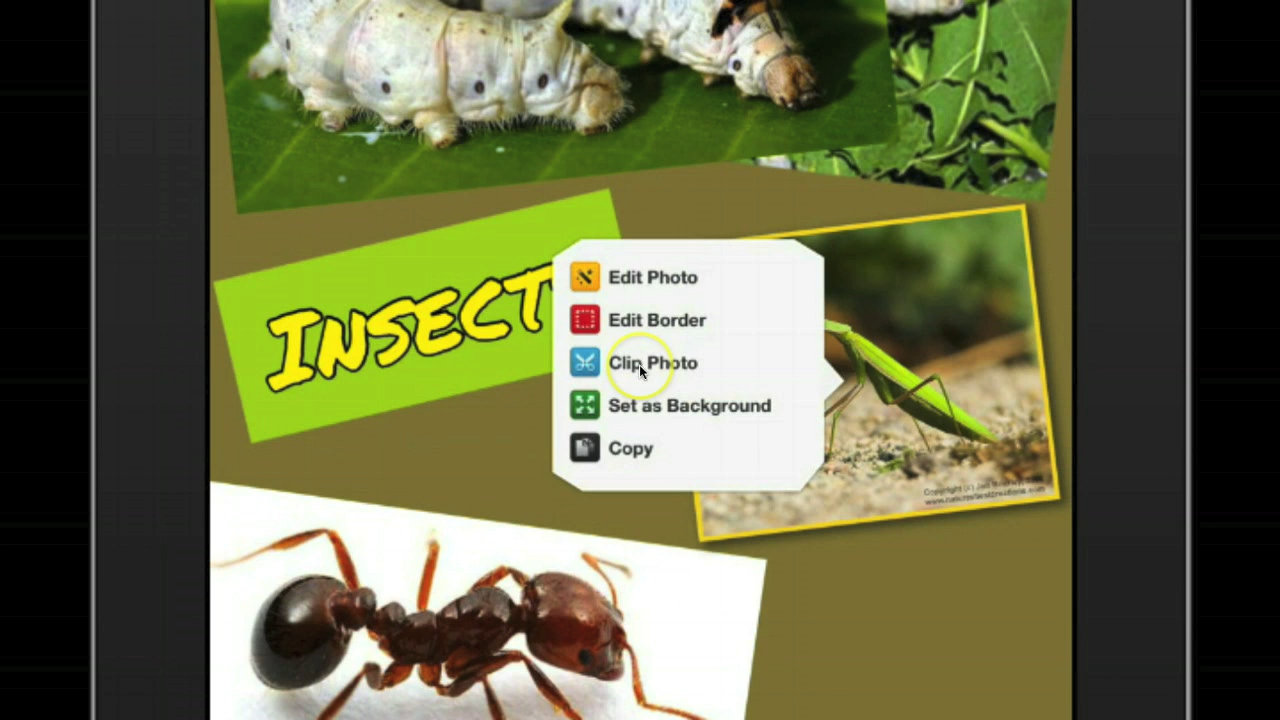 INSECT
Edit Photo
Edit Border
Clip Photo
Set as Background
Copy